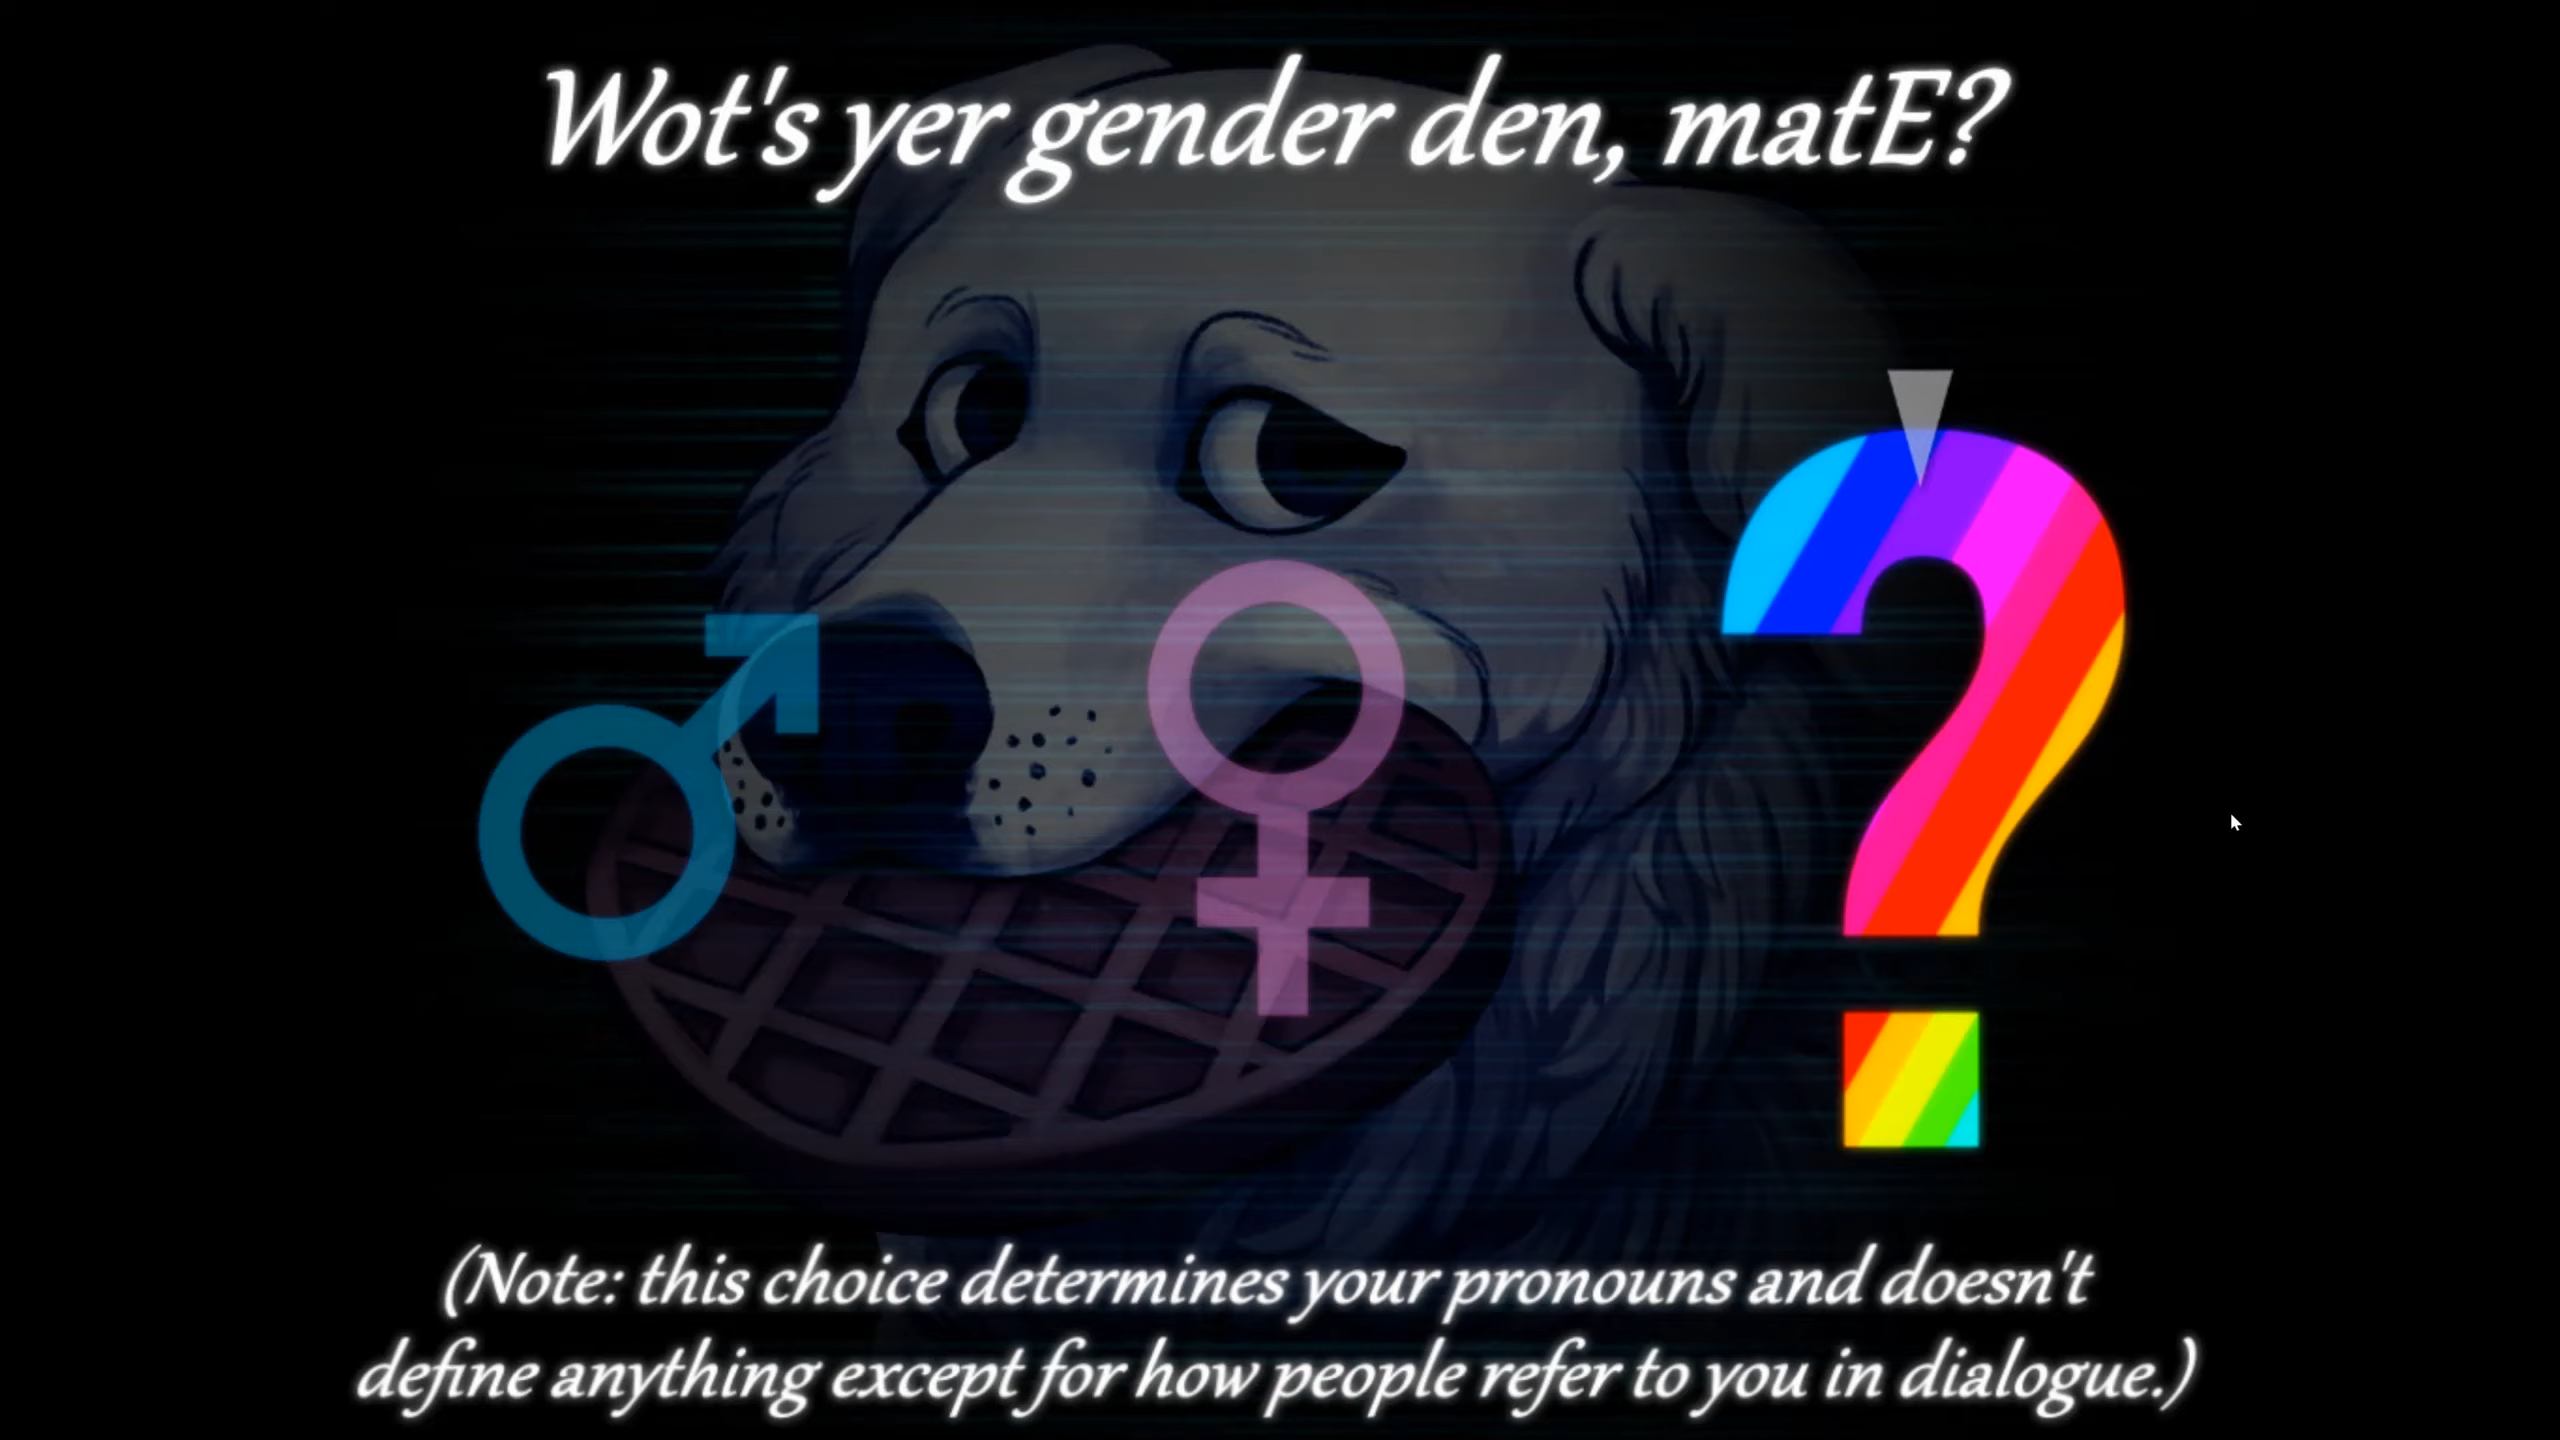 Wot's yer gender den, matE?
?
(Note: this choice determines your pronouns and doesn't
define anything except for how people refer to you in dialogue.)